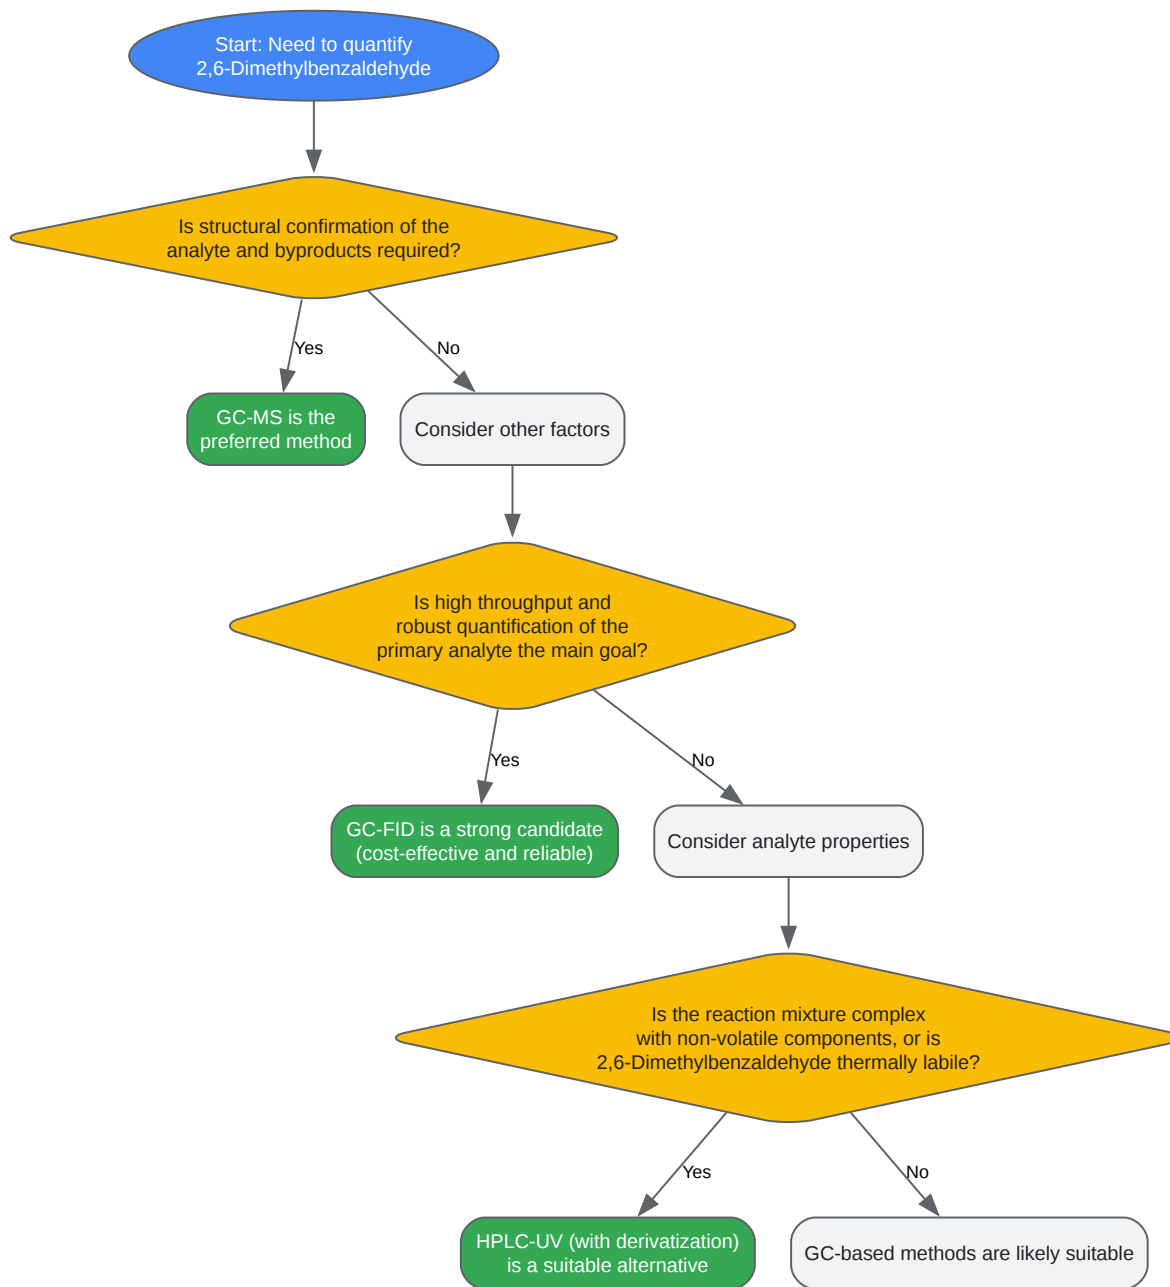 Start: Need to quantify
2,6-Dimethylbenzaldehyde
Is structural confirmation of the
analyte and byproducts required?
Yes
No
GC-MS is the
preferred method
Consider other factors
Is high throughput and
robust quantification of the
primary analyte the main goal?
Yes
No
GC-FID is a strong candidate
(cost-effective and reliable)
Consider analyte properties
Is the reaction mixture complex
with non-volatile components, or is
2,6-Dimethylbenzaldehyde thermally labile?
Yes
No
HPLC-UV (with derivatization)
is a suitable alternative
GC-based methods are likely suitable